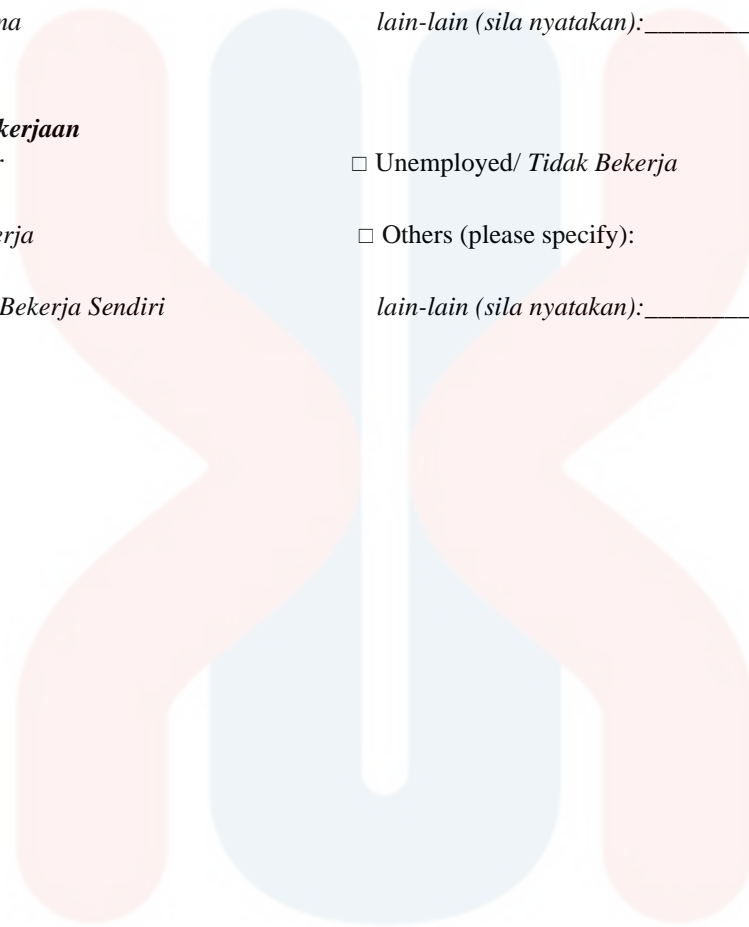 na lain-lain (sila nyatakan):________
kerjaan
r □ Unemployed/ Tidak Bekerja
erja □ Others (please specify):
Bekerja Sendiri lain-lain (sila nyatakan):________